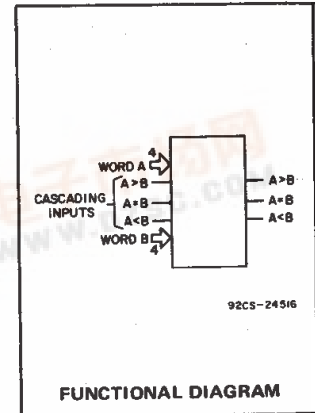 4
WORD A
A>B
CASCADING
INPUTS
A=B
A<B
WORD B
4
A>B
A=B
A<B
92CS-24516
FUNCTIONAL DIAGRAM